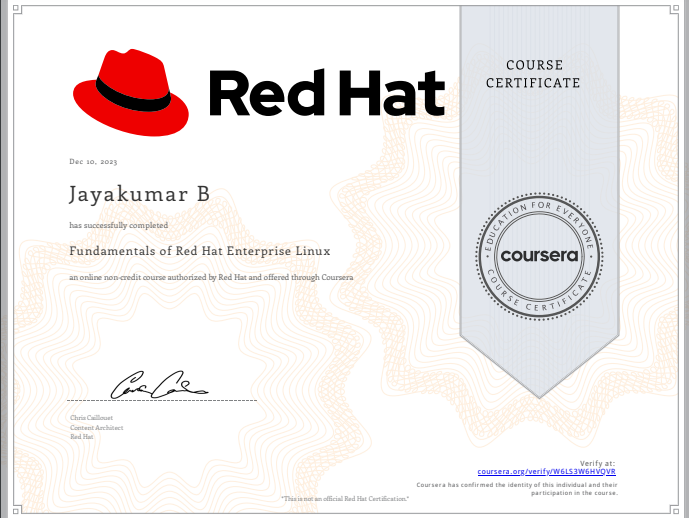 Red Hat
COURSE
CERTIFICATE
Dec 10, 2023
Jayakumar B
has successfully completed
Fundamentals of Red Hat Enterprise Linux
an online non-credit course authorized by Red Hat and offered through Coursera
EDUCATION FOR EVERYONE
coursera
COURSE CERTIFICATE
Chris Caillouet
Content Architect
Red Hat
Verify at:
coursera.org/verify/W6LS3W6HVQVR
Coursera has confirmed the identity of this individual and their
participation in the course.
"This is not an official Red Hat Certification."